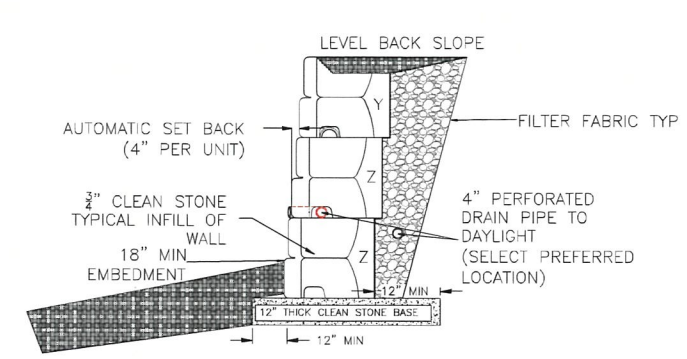 LEVEL BACK SLOPE
Y
AUTOMATIC SET BACK
(4" PER UNIT)
FILTER FABRIC TYP
Z
¾" CLEAN STONE
TYPICAL INFILL OF
WALL
4" PERFORATED
DRAIN PIPE TO
DAYLIGHT
(SELECT PREFERRED
LOCATION)
18" MIN
EMBEDMENT
Z
12" MIN
12" THICK CLEAN STONE BASE
12" MIN